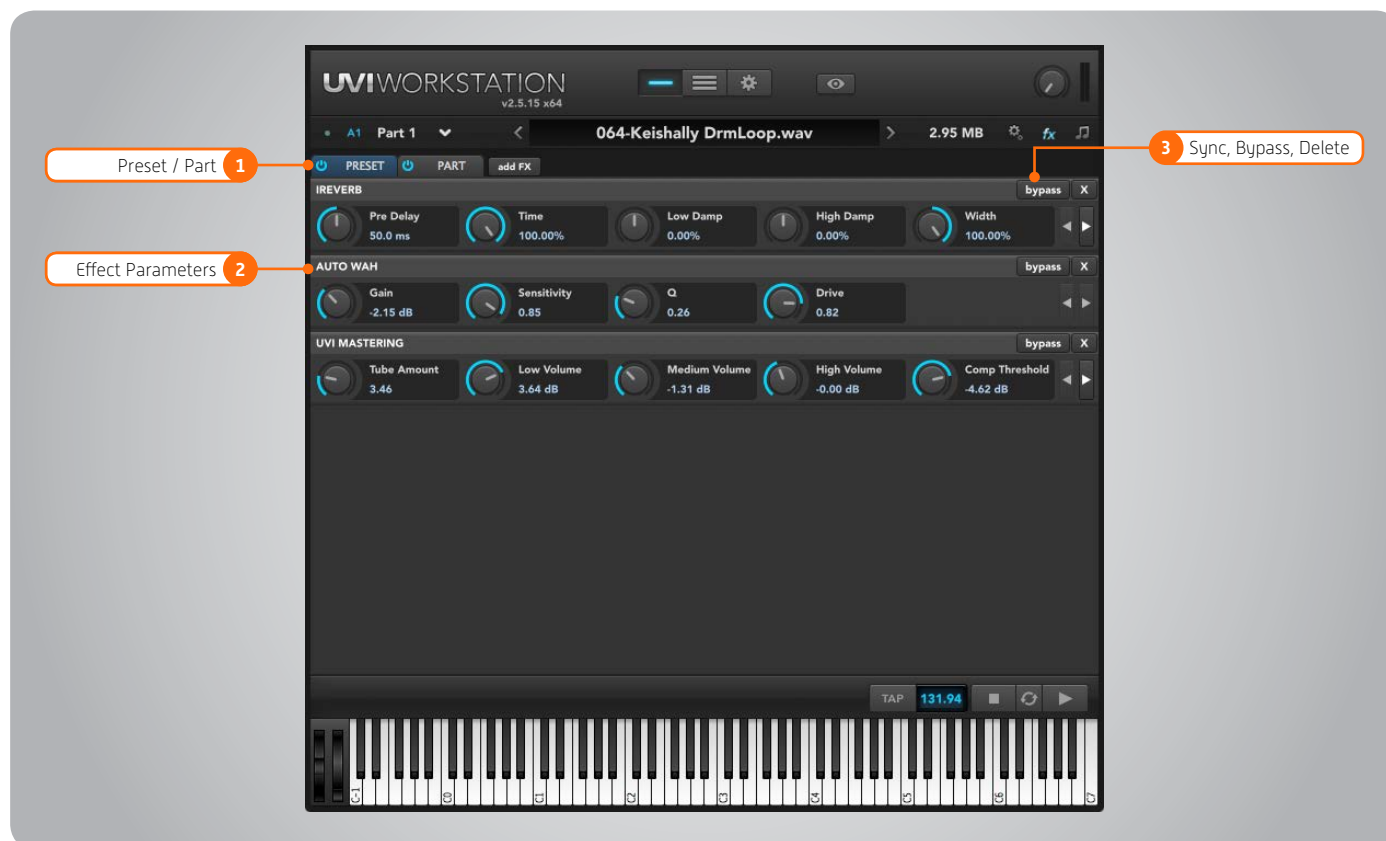 UVIWORKSTATION
v2.5.15 x64
A1 Part 1 064-Keishally DrmLoop.wav 2.95 MB fx
Preset / Part 1
PRESET PART add FX
3 Sync, Bypass, Delete
IREVERB bypass X
Pre Delay Time Low Damp High Damp Width
50.0 ms 100.00% 0.00% 0.00% 100.00%
Effect Parameters 2
AUTO WAH bypass X
Gain Sensitivity Q Drive
-2.15 dB 0.85 0.26 0.82
UVI MASTERING bypass X
Tube Amount Low Volume Medium Volume High Volume Comp Threshold
3.46 3.64 dB -1.31 dB -0.00 dB -4.62 dB
TAP 131.94
C-1 C0 C1 C2 C3 C4 C5 C6 C7